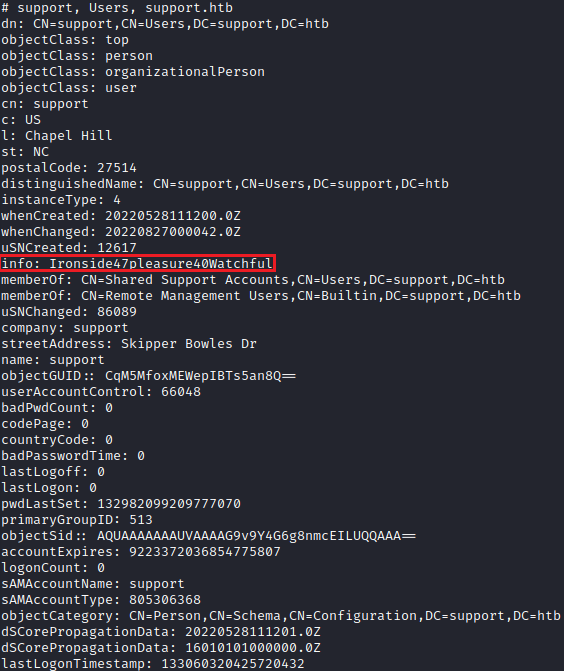 # support, Users, support.htb
dn: CN=support,CN=Users,DC=support,DC=htb
objectClass: top
objectClass: person
objectClass: organizationalPerson
objectClass: user
cn: support
c: US
l: Chapel Hill
st: NC
postalCode: 27514
distinguishedName: CN=support,CN=Users,DC=support,DC=htb
instanceType: 4
whenCreated: 20220528111200.0Z
whenChanged: 20220827000042.0Z
uSNCreated: 12617
info: Ironside47pleasure40Watchful
memberOf: CN=Shared Support Accounts,CN=Users,DC=support,DC=htb
memberOf: CN=Remote Management Users,CN=Builtin,DC=support,DC=htb
uSNChanged: 86089
company: support
streetAddress: Skipper Bowles Dr
name: support
objectGUID:: CqM5MfoxMEWepIBTs5an8Q==
userAccountControl: 66048
badPwdCount: 0
codePage: 0
countryCode: 0
badPasswordTime: 0
lastLogoff: 0
lastLogon: 0
pwdLastSet: 132982099209777070
primaryGroupID: 513
objectSid:: AQUAAAAAAAUVAAAAG9v9Y4G6g8nmcEILUQQAAA==
accountExpires: 9223372036854775807
logonCount: 0
sAMAccountName: support
sAMAccountType: 805306368
objectCategory: CN=Person,CN=Schema,CN=Configuration,DC=support,DC=htb
dSCorePropagationData: 20220528111201.0Z
dSCorePropagationData: 16010101000000.0Z
lastLogonTimestamp: 133060320425720432